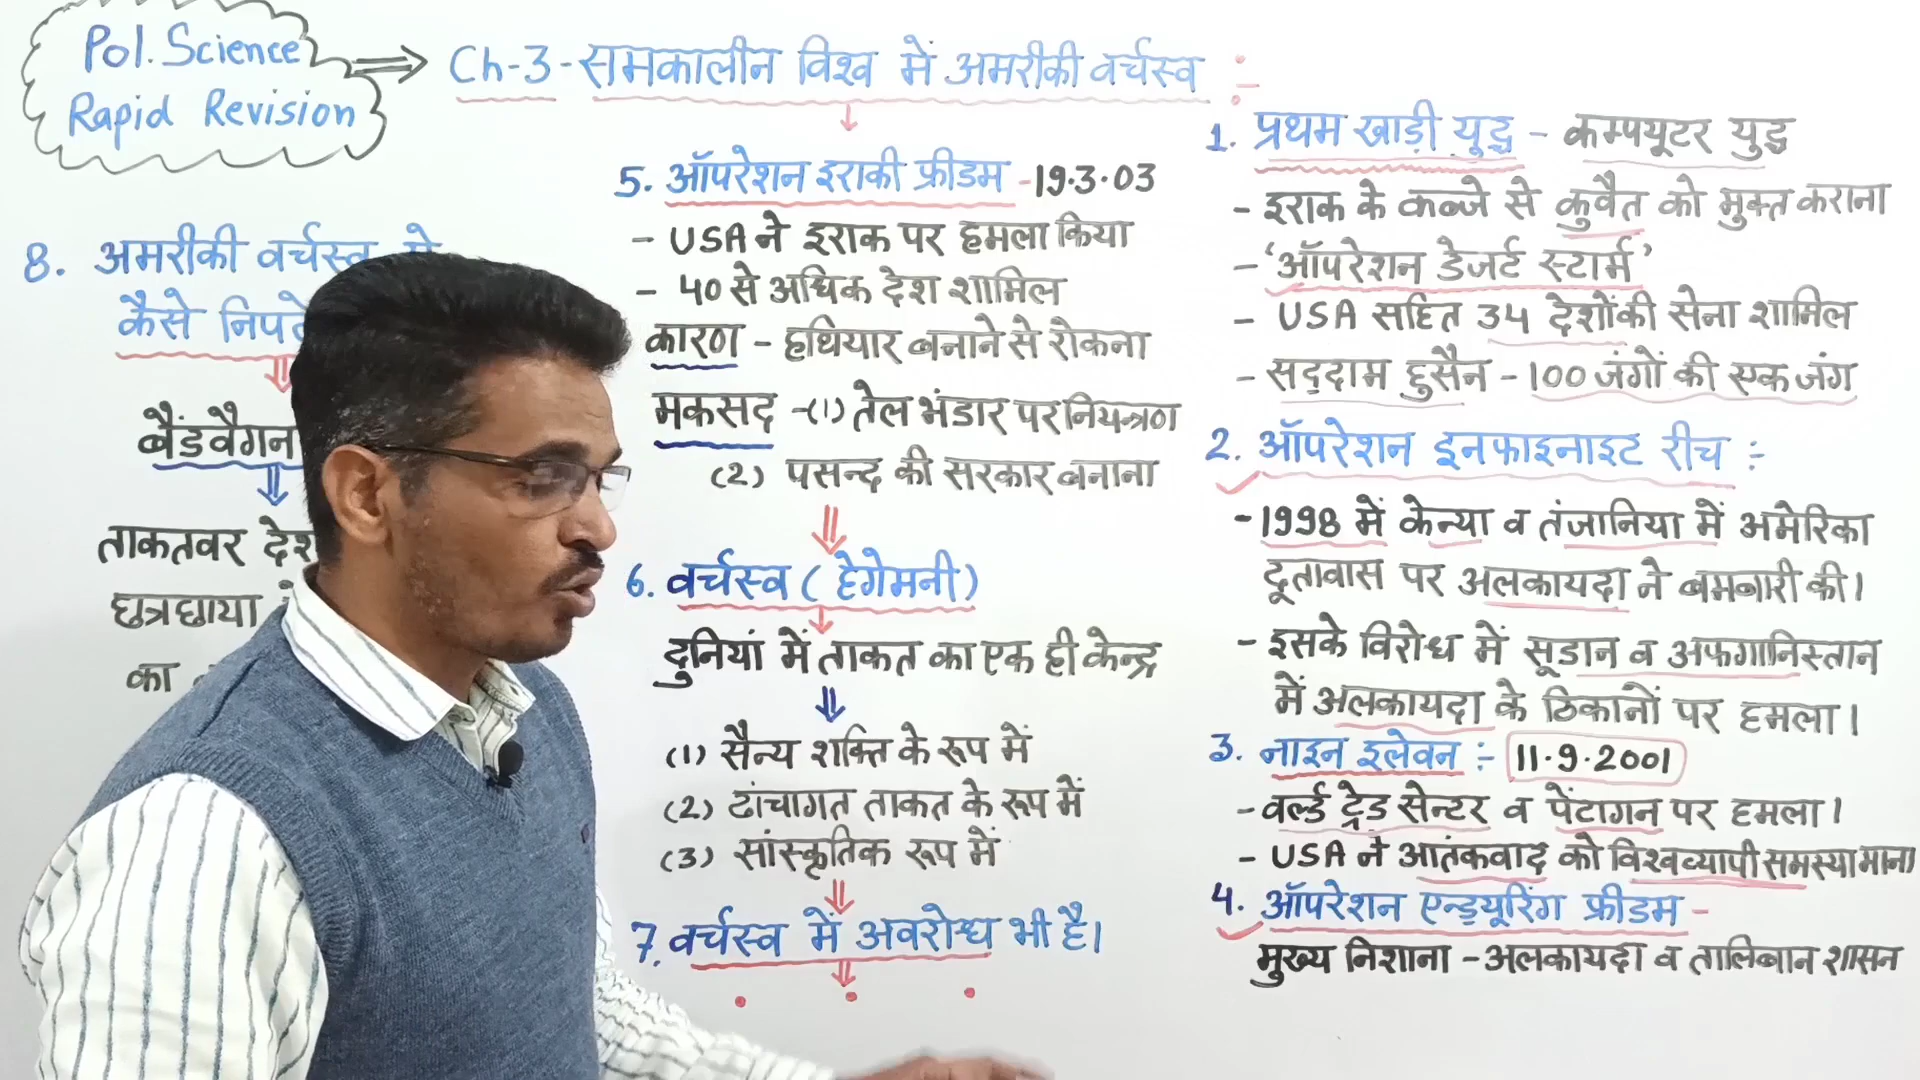 Pol. Science
Rapid Revision
Ch-3-समकालीन विश्व में अमरीकी वर्चस्व :-
1. प्रथम खाड़ी युद्ध - कम्पयूटर युद्ध
- इराक के कब्जे से कुवैत को मुक्त कराना
- 'ऑपरेशन डेजर्ट स्टार्म'
- USA सहित 34 देशों की सेना शामिल
- सद्दाम हुसैन - 100 जंगों की एक जंग
2. ऑपरेशन इनफाइनाइट रीच :-
- 1998 में केन्या व तंजानिया में अमेरिका
दूतावास पर अलकायदा ने बमबारी की।
- इसके विरोध में सूडान व अफगानिस्तान
में अलकायदा के ठिकानों पर हमला।
3. नाइन इलेवन :- 11.9.2001
- वर्ल्ड ट्रेड सेन्टर व पेंटागन पर हमला।
- USA ने आतंकवाद को विश्वव्यापी समस्या माना
4. ऑपरेशन एन्ड्यूरिंग फ्रीडम -
मुख्य निशाना - अलकायदा व तालिबान शासन
5. ऑपरेशन इराकी फ्रीडम - 19.3.03
- USA ने इराक पर हमला किया
- 40 से अधिक देश शामिल
कारण - हथियार बनाने से रोकना
मकसद -(1) तेल भंडार पर नियन्त्रण
(2) पसन्द की सरकार बनाना
6. वर्चस्व (हेगेमनी)
दुनियां में ताकत का एक ही केन्द्र
(1) सैन्य शक्ति के रूप में
(2) ढांचागत ताकत के रूप में
(3) सांस्कृतिक रूप में
7. वर्चस्व में अवरोध भी है।
8. अमरीकी वर्चस्व से
कैसे
बैंडवैगन
ताकतवर
छत्रछाया
का